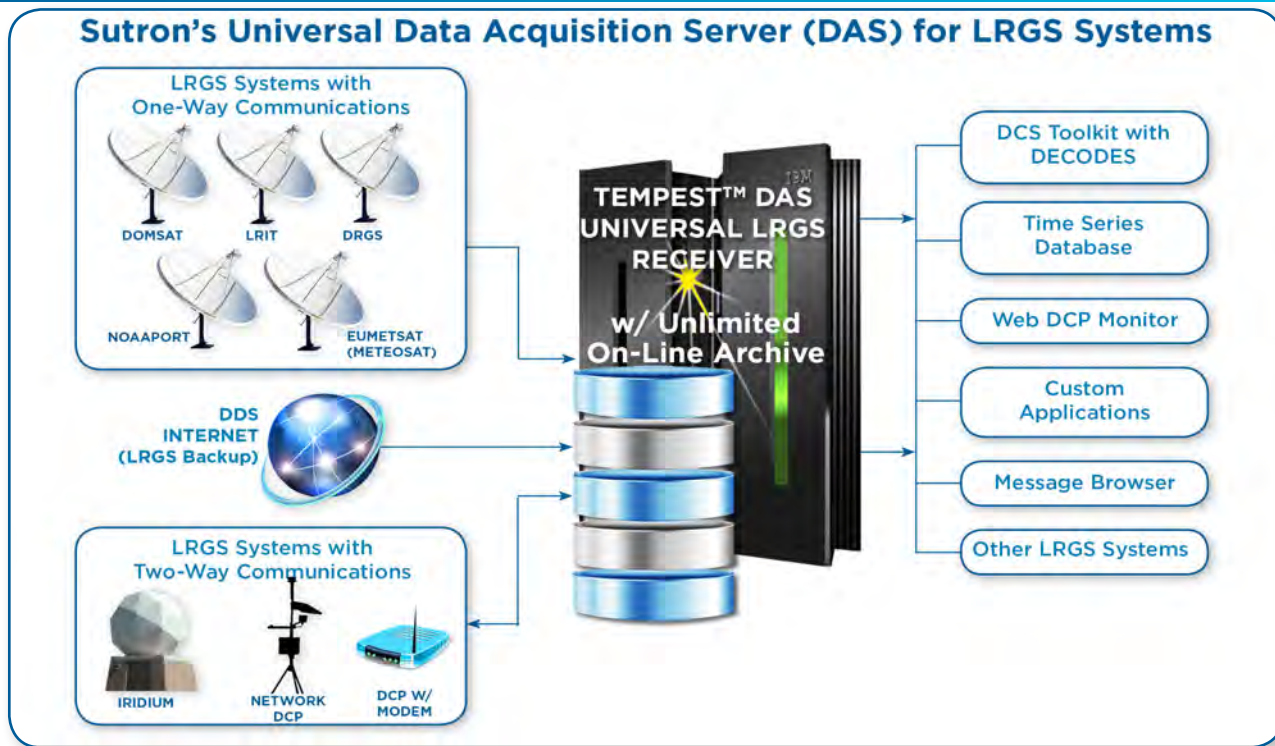 Sutron's Universal Data Acquisition Server (DAS) for LRGS Systems
LRGS Systems with
One-Way Communications
DOMSAT
LRIT
DRGS
NOAAPORT
EUMETSAT
(METEOSAT)
DDS
INTERNET
(LRGS Backup)
LRGS Systems with
Two-Way Communications
IRIDIUM
NETWORK
DCP
DCP W/
MODEM
IBM
TEMPEST™ DAS
UNIVERSAL LRGS
RECEIVER
w/ Unlimited
On-Line Archive
DCS Toolkit with
DECODES
Time Series
Database
Web DCP Monitor
Custom
Applications
Message Browser
Other LRGS Systems